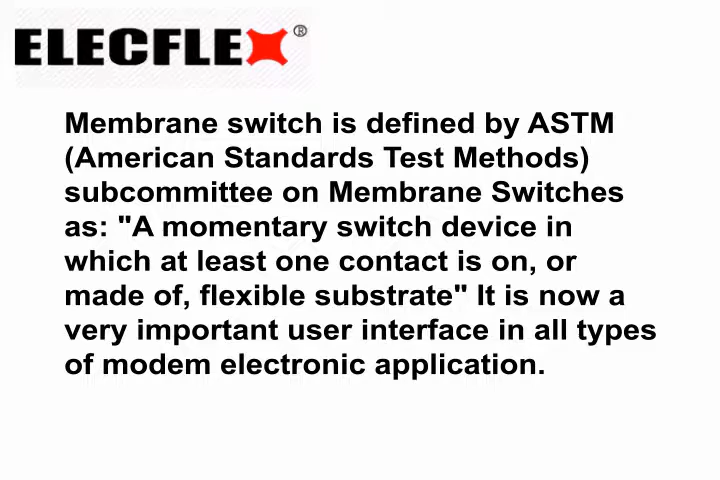 ELECFLEX®
Membrane switch is defined by ASTM
(American Standards Test Methods)
subcommittee on Membrane Switches
as: "A momentary switch device in
which at least one contact is on, or
made of, flexible substrate" It is now a
very important user interface in all types
of modem electronic application.